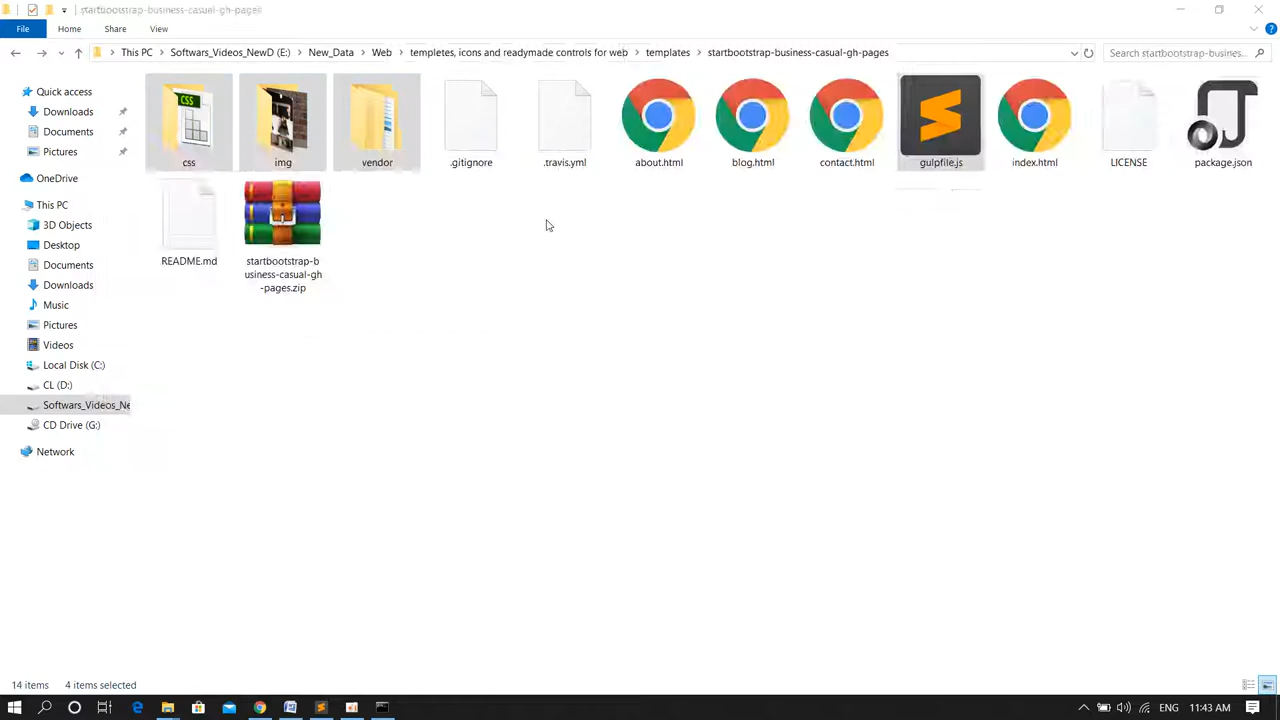 startbootstrap-business-casual-gh-pages
File Home Share View
This PC Softwars_Videos_NewD (E:) New_Data Web templetes, icons and readymade controls for web templates startbootstrap-business-casual-gh-pages Search startbootstrap-busines...
Quick access
Downloads
Documents
Pictures
OneDrive
This PC
3D Objects
Desktop
Documents
Downloads
Music
Pictures
Videos
Local Disk (C:)
CL (D:)
Softwars_Videos_Ne
CD Drive (G:)
Network
CSS
css img vendor .gitignore .travis.yml about.html blog.html contact.html gulpfile.js index.html LICENSE package.json
README.md startbootstrap-b
usiness-casual-gh
-pages.zip
14 items 4 items selected
ENG 11:43 AM